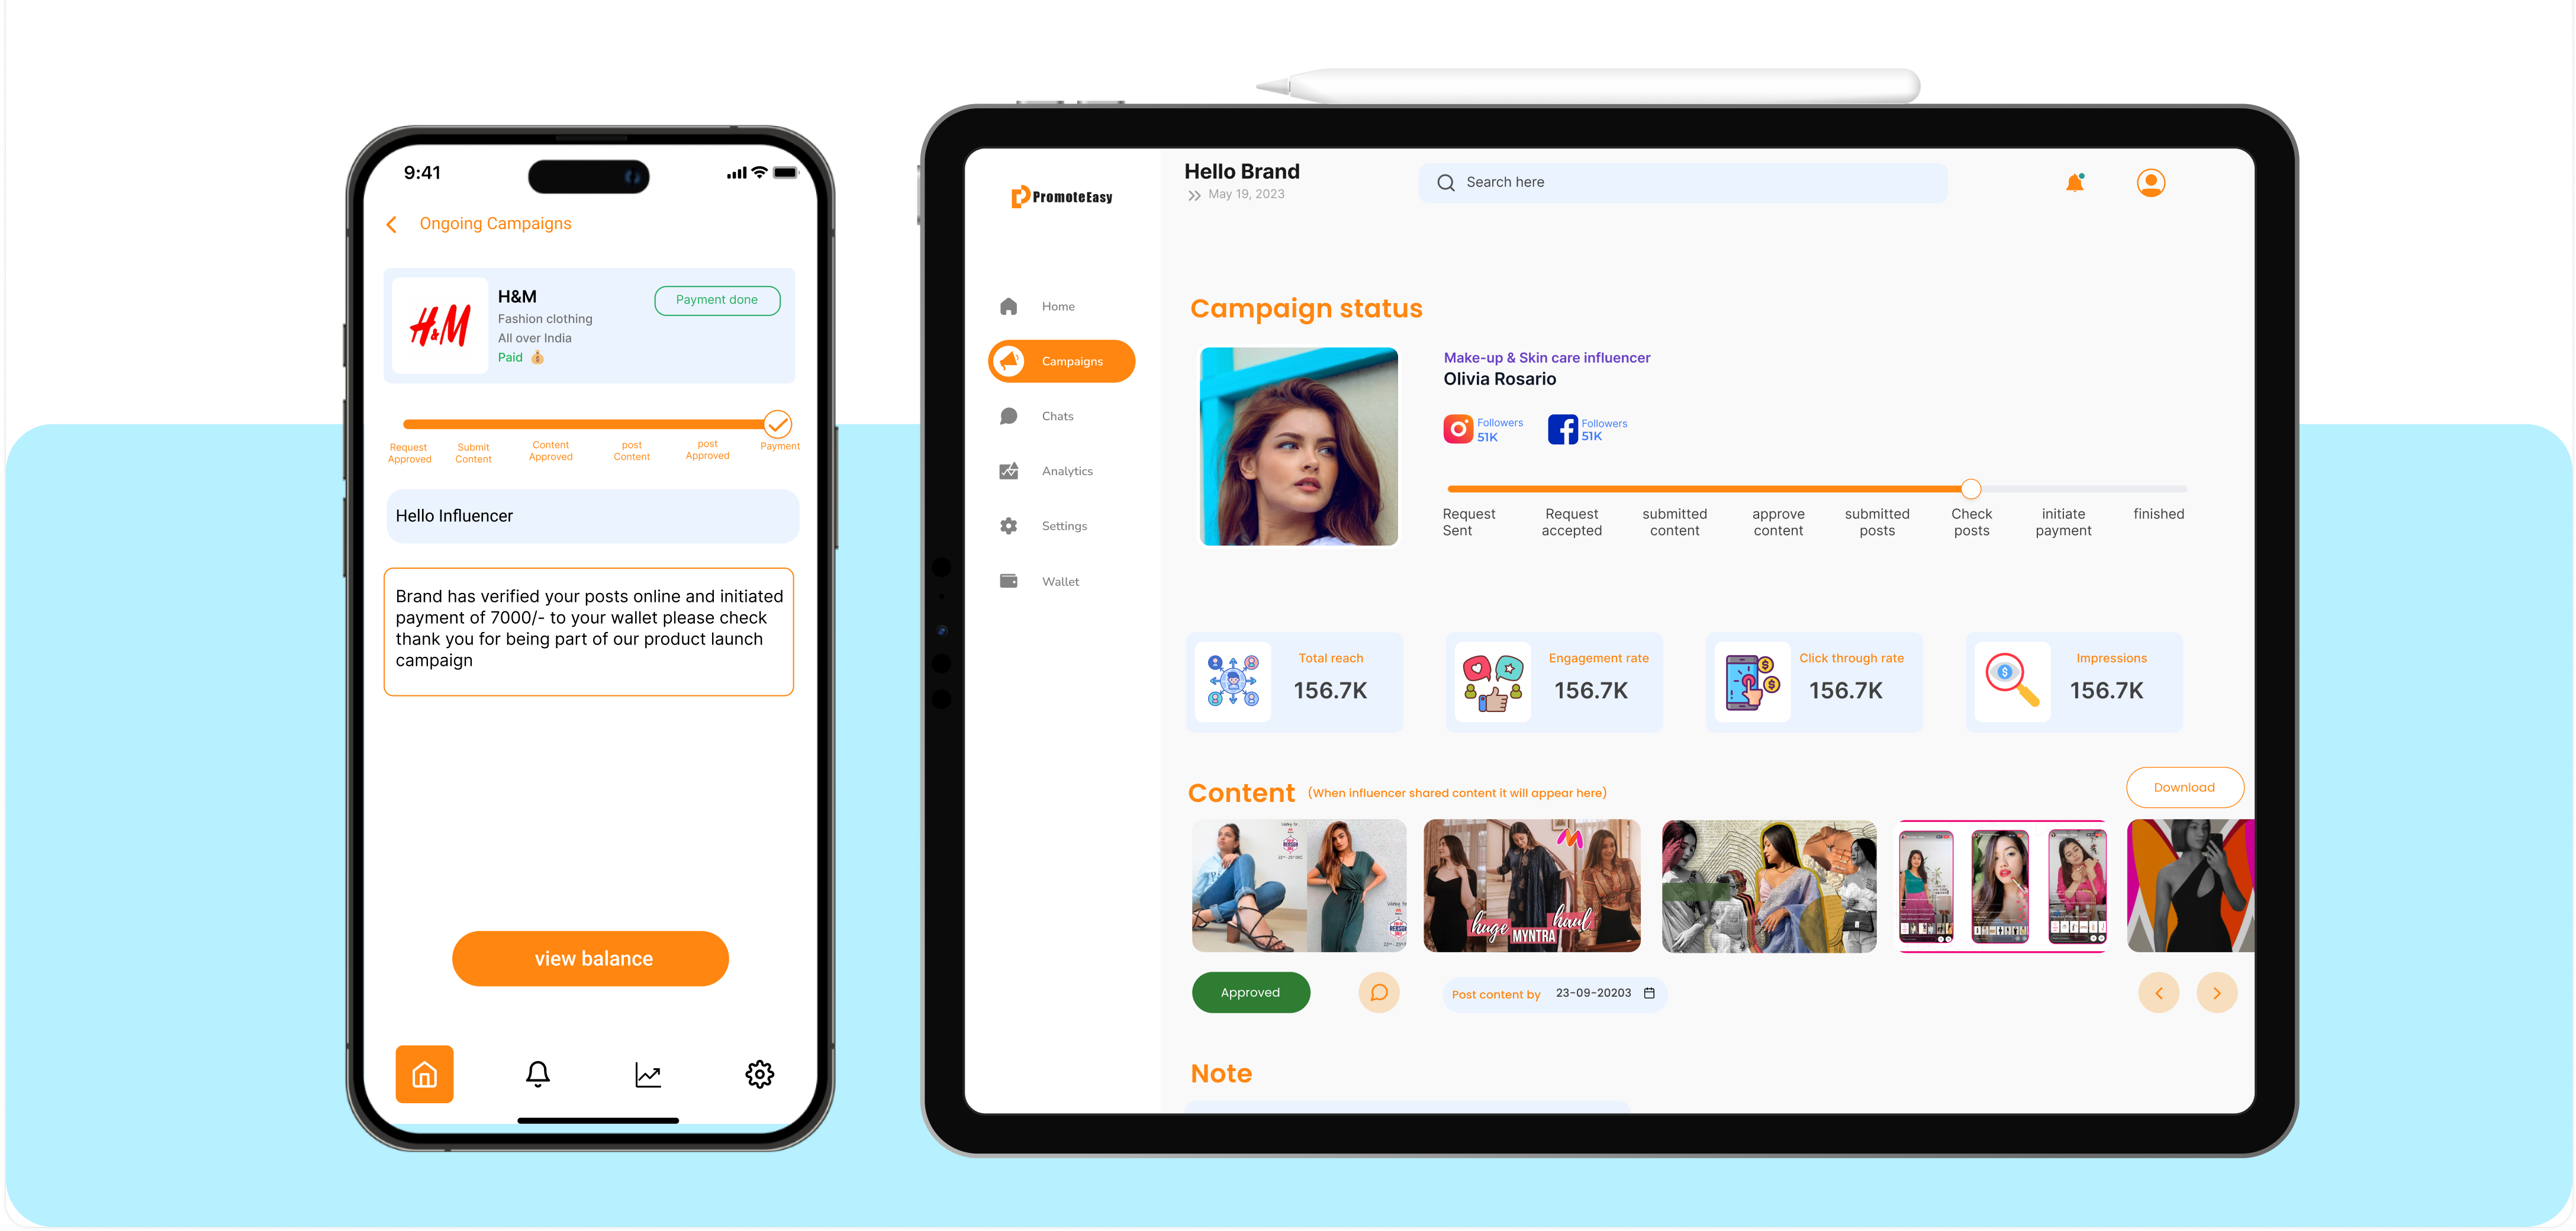 9:41
Ongoing Campaigns
H&M
H&M
Fashion clothing
All over India
Paid
Payment done
Request
Approved
Submit
Content
Content
Approved
post
Content
post
Approved
Payment
Hello Influencer
Brand has verified your posts online and initiated
payment of 7000/- to your wallet please check
thank you for being part of our product launch
campaign
view balance
PromoteEasy
Home
Campaigns
Chats
Analytics
Settings
Wallet
Hello Brand
May 19, 2023
Search here
Campaign status
Make-up & Skin care influencer
Olivia Rosario
Followers
51K
Followers
51K
Request
Sent
Request
accepted
submitted
content
approve
content
submitted
posts
Check
posts
initiate
payment
finished
Total reach
156.7K
Engagement rate
156.7K
Click through rate
156.7K
Impressions
156.7K
Content
(When influencer shared content it will appear here)
Download
huge
MYNTRA
haul
Approved
Post content by
23-09-20203
Note